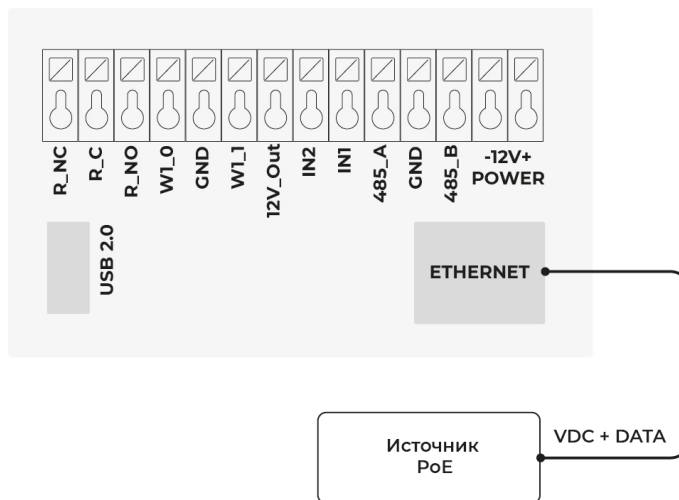 R_NC
R_C
R_NO
W1_0
GND
W1_1
12V_Out
IN2
IN1
485_A
GND
485_B
-12V+
POWER
USB 2.0
ETHERNET
Источник
PoE
VDC + DATA